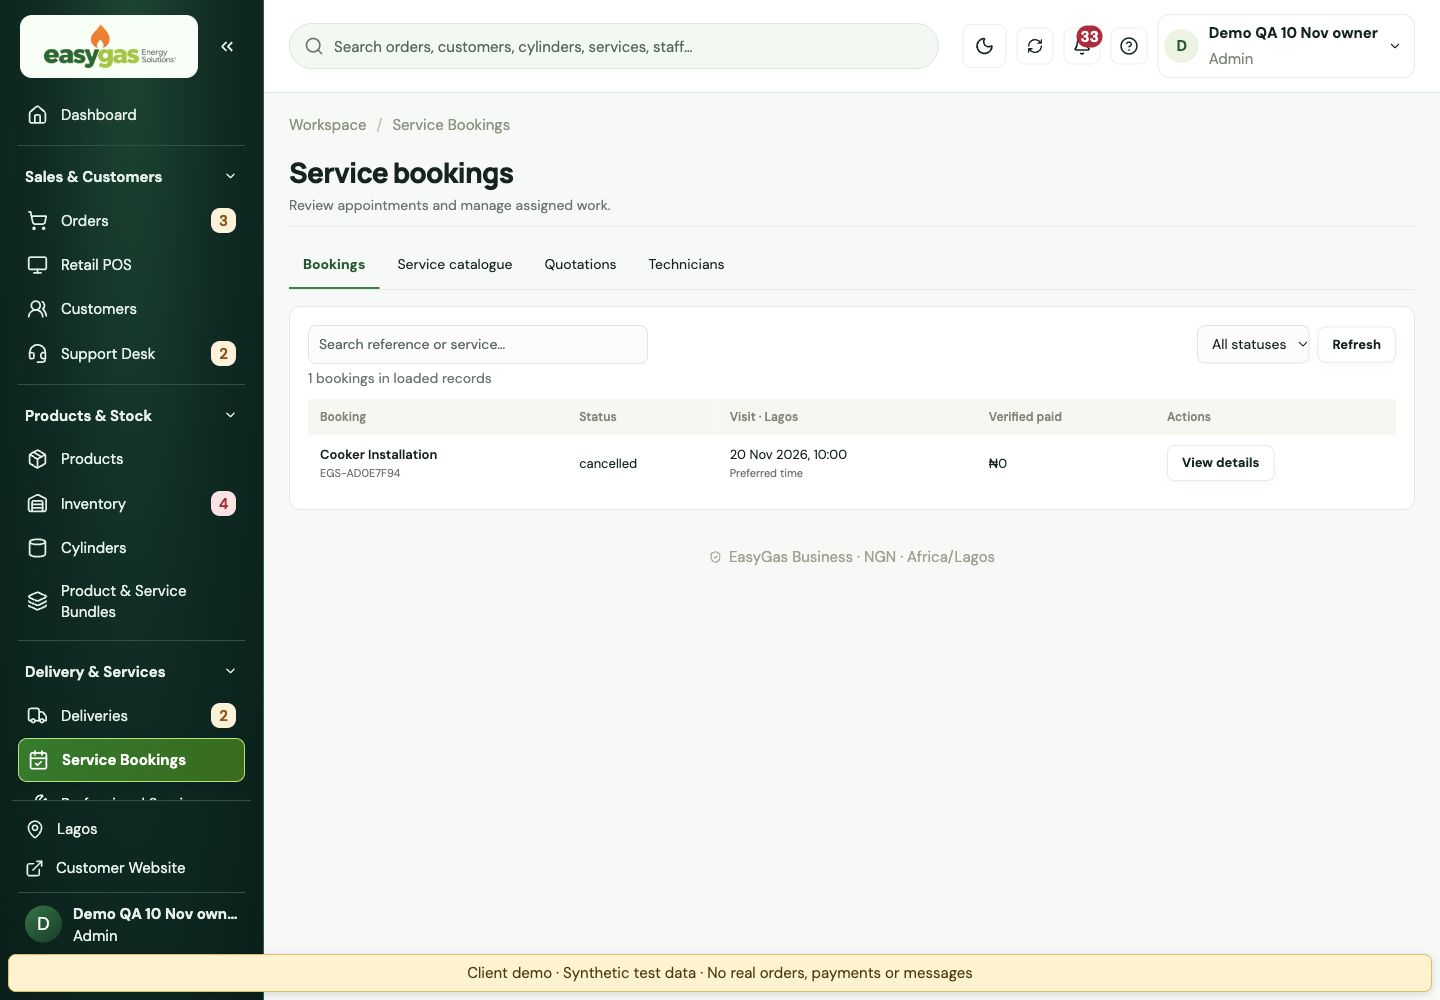 easygas Energy Solutions
Dashboard
Sales & Customers
Orders 3
Retail POS
Customers
Support Desk 2
Products & Stock
Products
Inventory 4
Cylinders
Product & Service
Bundles
Delivery & Services
Deliveries 2
Service Bookings
Lagos
Customer Website
D
Demo QA 10 Nov own...
Admin
Search orders, customers, cylinders, services, staff...
33
D
Demo QA 10 Nov owner
Admin
Workspace / Service Bookings
Service bookings
Review appointments and manage assigned work.
Bookings Service catalogue Quotations Technicians
Search reference or service...
All statuses
Refresh
1 bookings in loaded records
Booking Status Visit · Lagos Verified paid Actions
Cooker Installation
EGS-AD0E7F94
cancelled
20 Nov 2026, 10:00
Preferred time
₦0
View details
EasyGas Business · NGN · Africa/Lagos
Client demo · Synthetic test data · No real orders, payments or messages